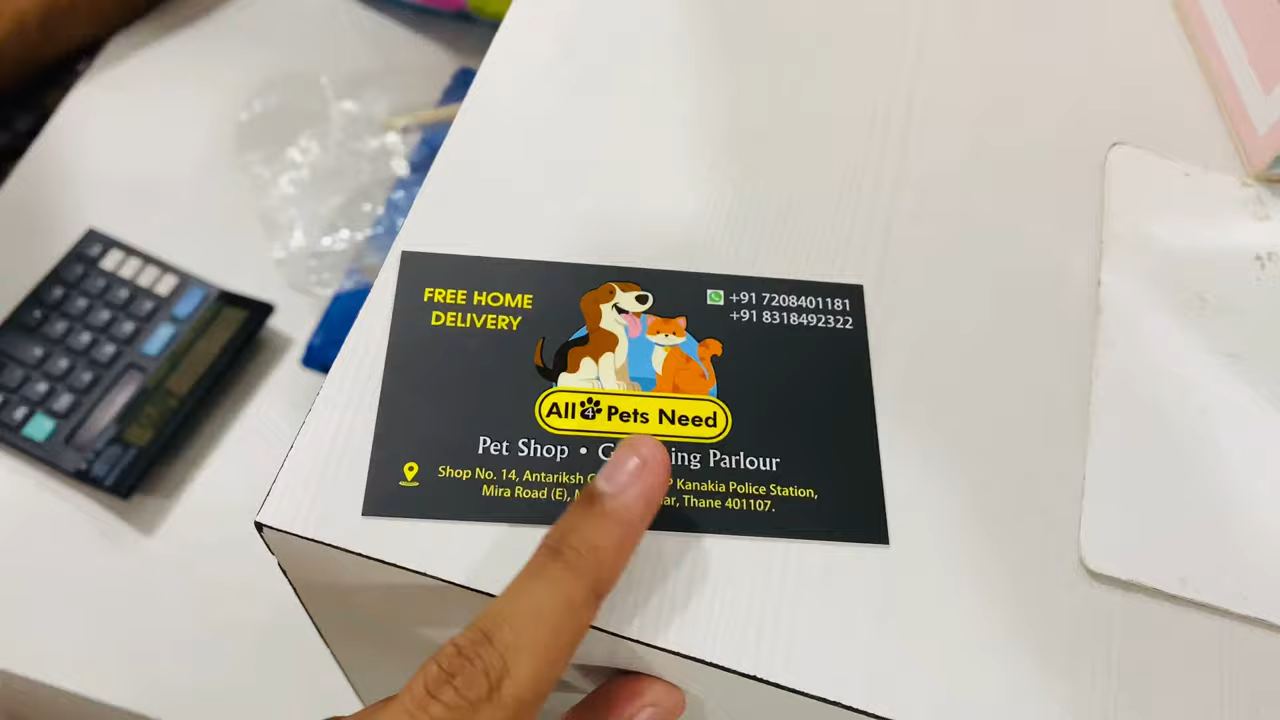 FREE HOME
DELIVERY
+91 7208401181
+91 8318492322
All 4 Pets Need
Pet Shop • ing Parlour
Shop No. 14, Antariksh Kanakia Police Station,
Mira Road (E), Thane 401107.